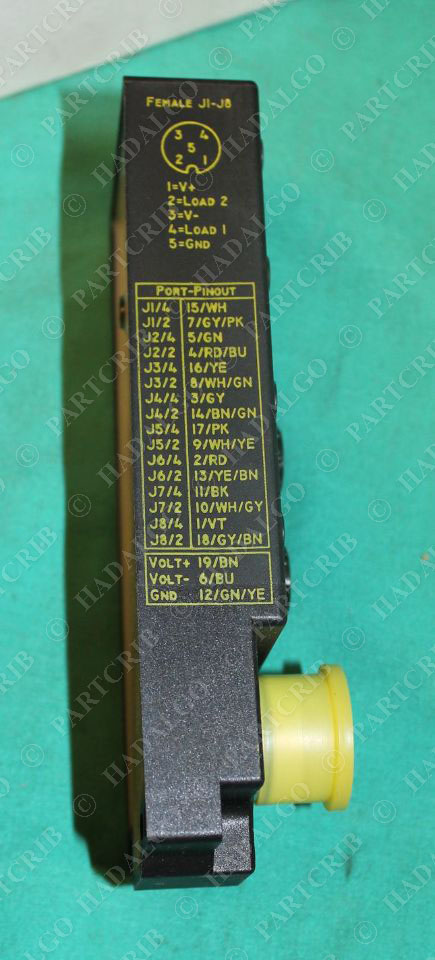 FEMALE J1-J8
3 4
5
2 1
1=V+
2=LOAD 2
3=V-
4=LOAD 1
5=GND
PORT-PINOUT
J1/4 15/WH
J1/2 7/GY/PK
J2/4 5/GN
J2/2 4/RD/BU
J3/4 16/YE
J3/2 8/WH/GN
J4/4 3/GY
J4/2 14/BN/GN
J5/4 17/PK
J5/2 9/WH/YE
J6/4 2/RD
J6/2 13/YE/BN
J7/4 11/BK
J7/2 10/WH/GY
J8/4 1/VT
J8/2 18/GY/BN
VOLT+ 19/BN
VOLT- 6/BU
GND 12/GN/YE
© PARTCRIB
© HADALGO